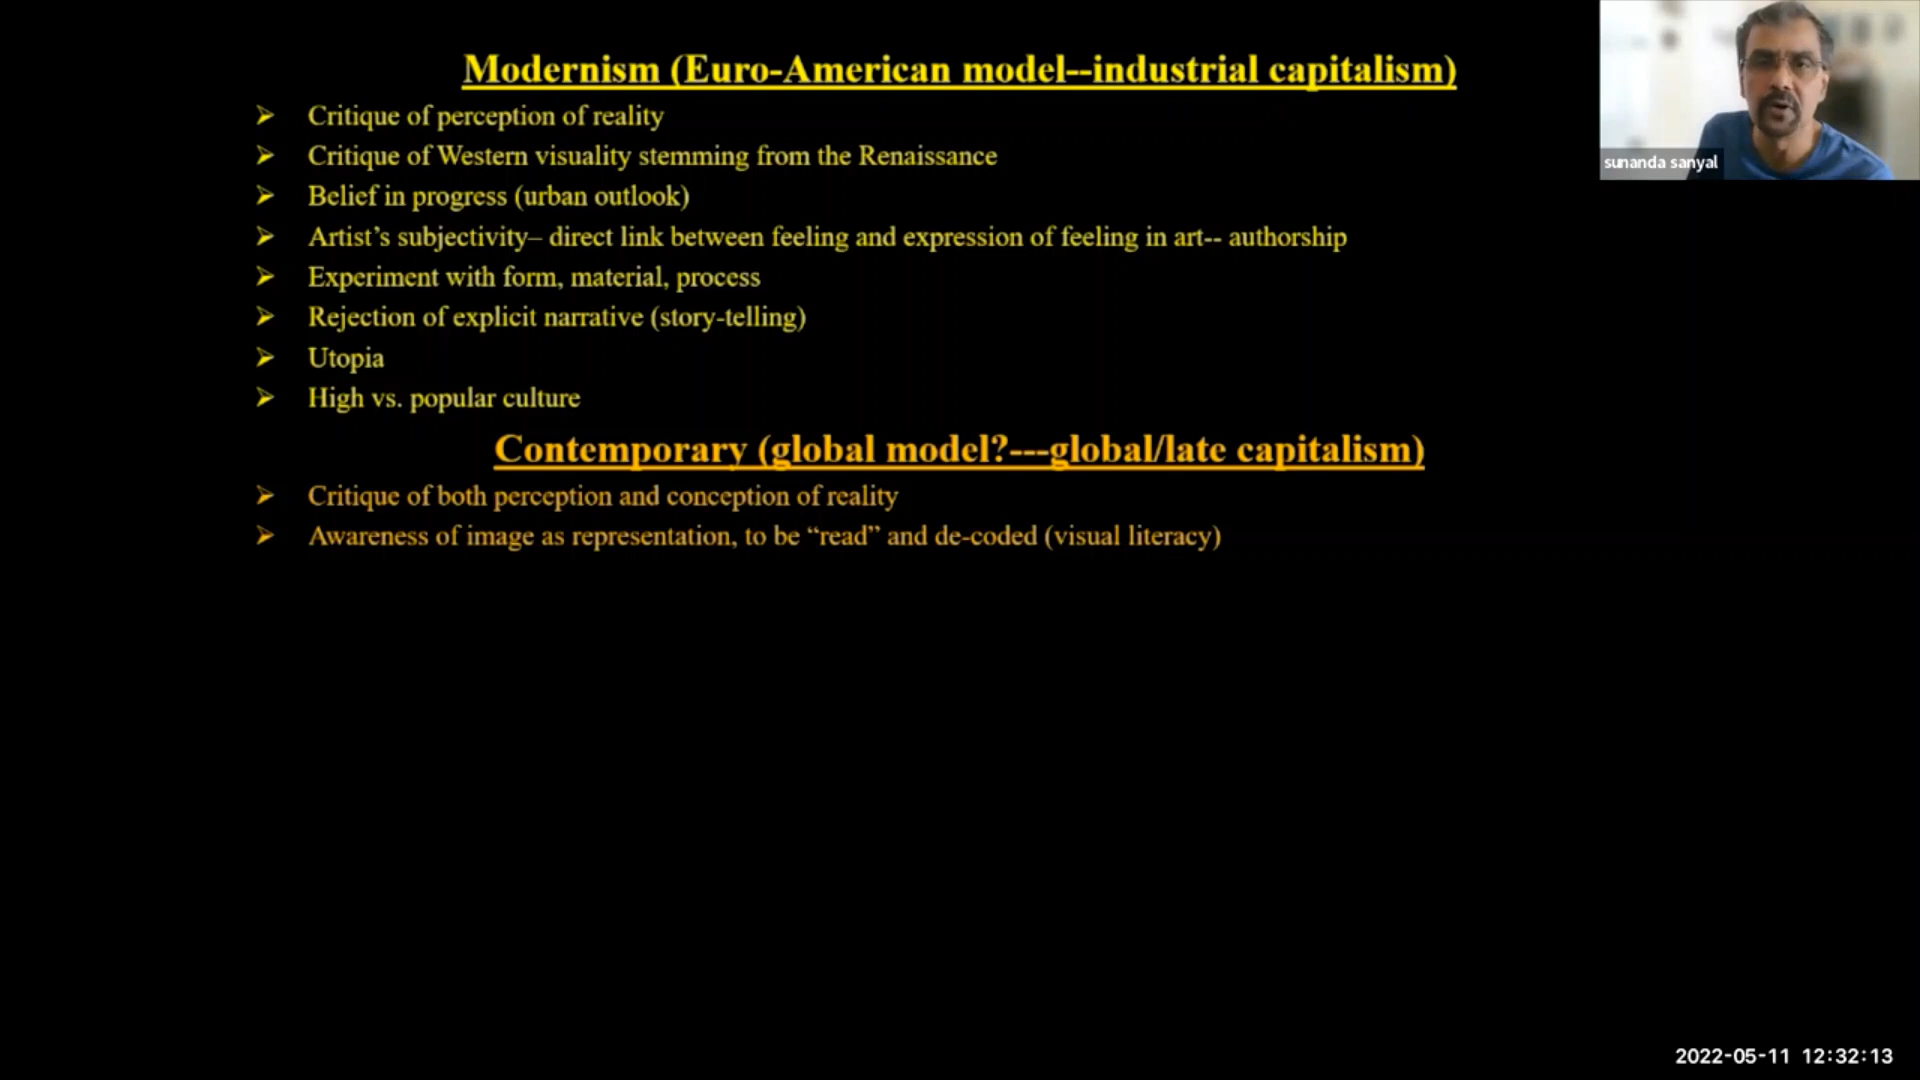 Modernism (Euro-American model--industrial capitalism)
➢ Critique of perception of reality
➢ Critique of Western visuality stemming from the Renaissance
➢ Belief in progress (urban outlook)
➢ Artist’s subjectivity– direct link between feeling and expression of feeling in art-- authorship
➢ Experiment with form, material, process
➢ Rejection of explicit narrative (story-telling)
➢ Utopia
➢ High vs. popular culture
Contemporary (global model?---global/late capitalism)
➢ Critique of both perception and conception of reality
➢ Awareness of image as representation, to be “read” and de-coded (visual literacy)
sunanda sanyal
2022-05-11 12:32:13